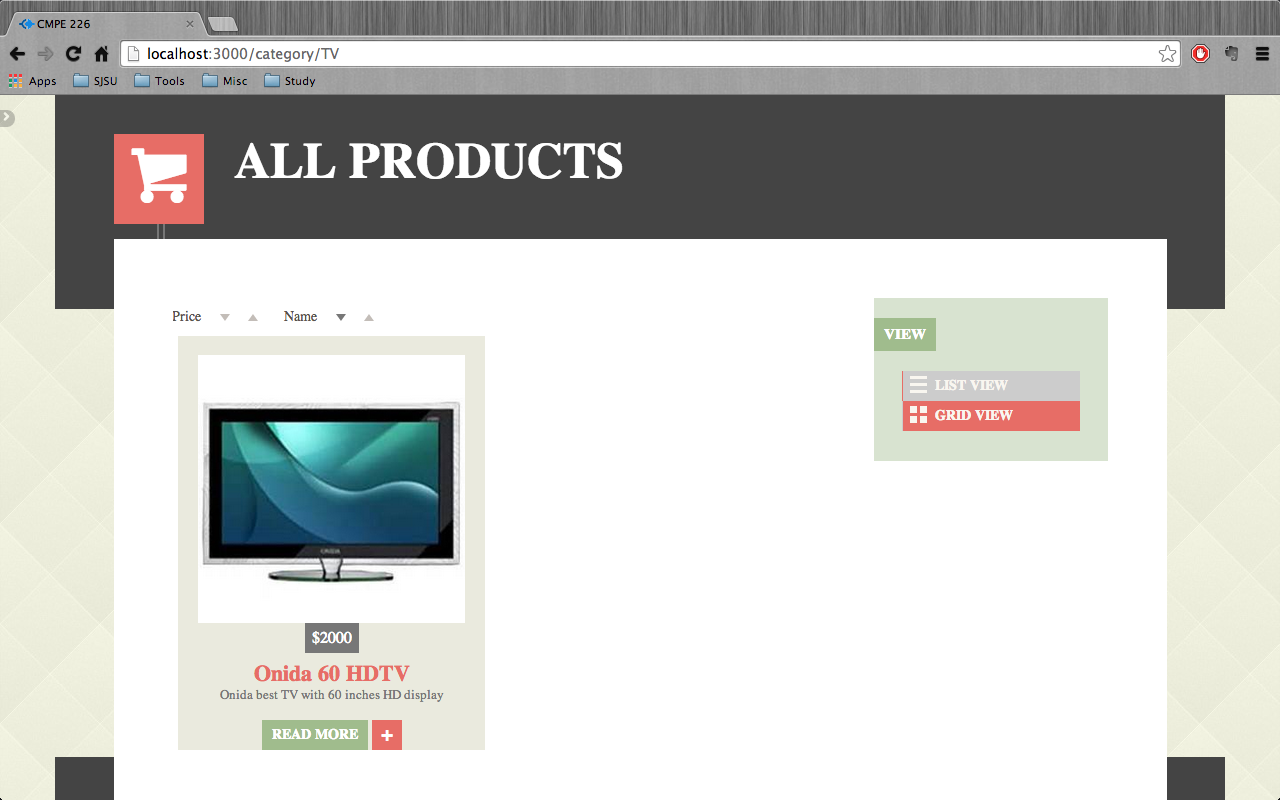 CMPE 226
localhost:3000/category/TV
Apps SJSU Tools Misc Study
ALL PRODUCTS
Price Name
VIEW
LIST VIEW
GRID VIEW
ONIDA
$2000
Onida 60 HDTV
Onida best TV with 60 inches HD display
READ MORE +